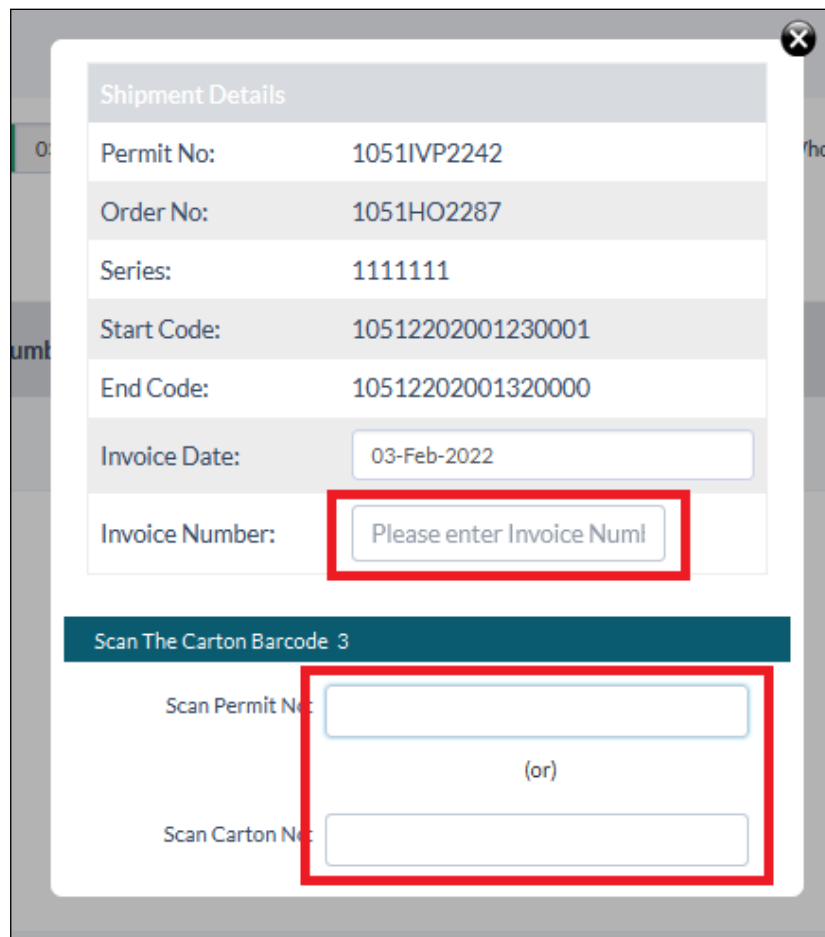 Shipment Details
Permit No: 1051IVP2242
Order No: 1051HO2287
Series: 1111111
Start Code: 10512202001230001
End Code: 10512202001320000
Invoice Date: 03-Feb-2022
Invoice Number: Please enter Invoice Num
Scan The Carton Barcode 3
Scan Permit No:
(or)
Scan Carton No: